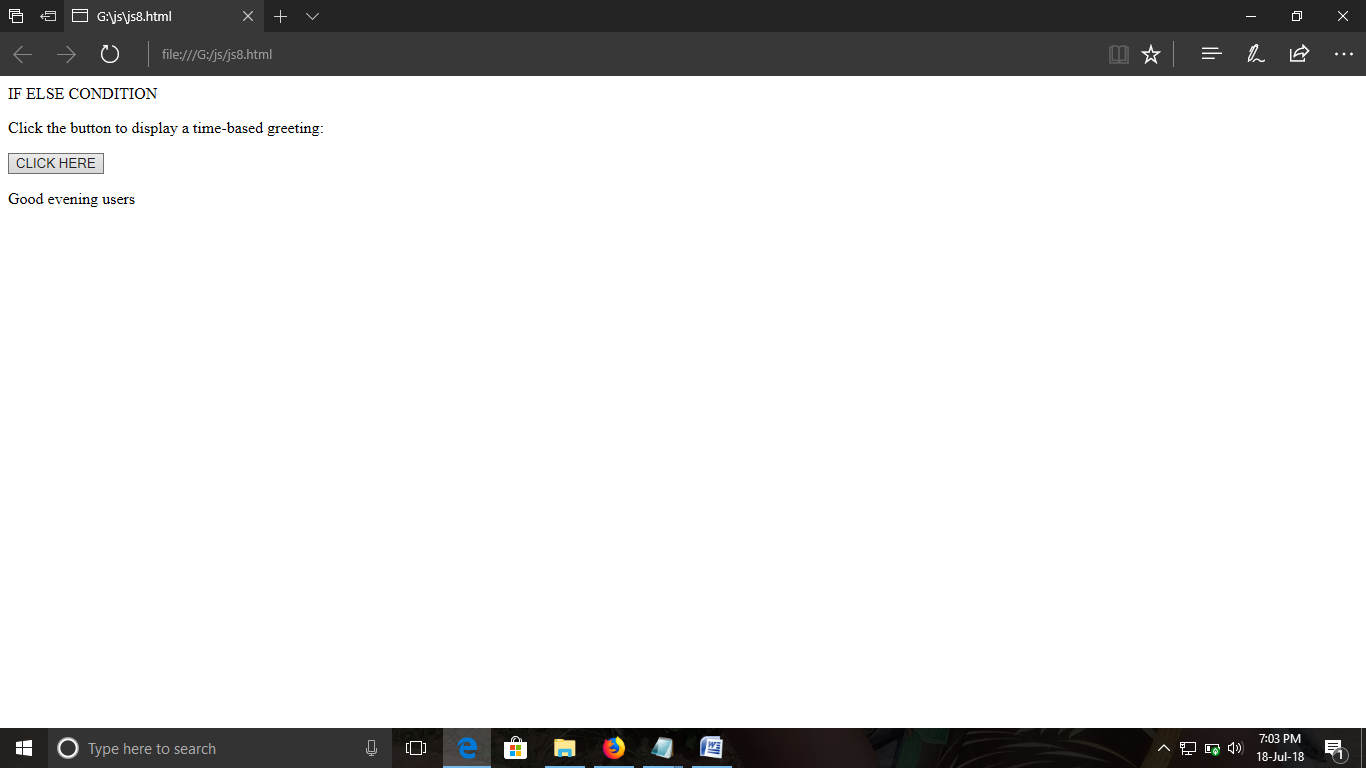 G:\js\js8.html
file:///G:/js/js8.html
IF ELSE CONDITION
Click the button to display a time-based greeting:
CLICK HERE
Good evening users
Type here to search
7:03 PM
18-Jul-18
1